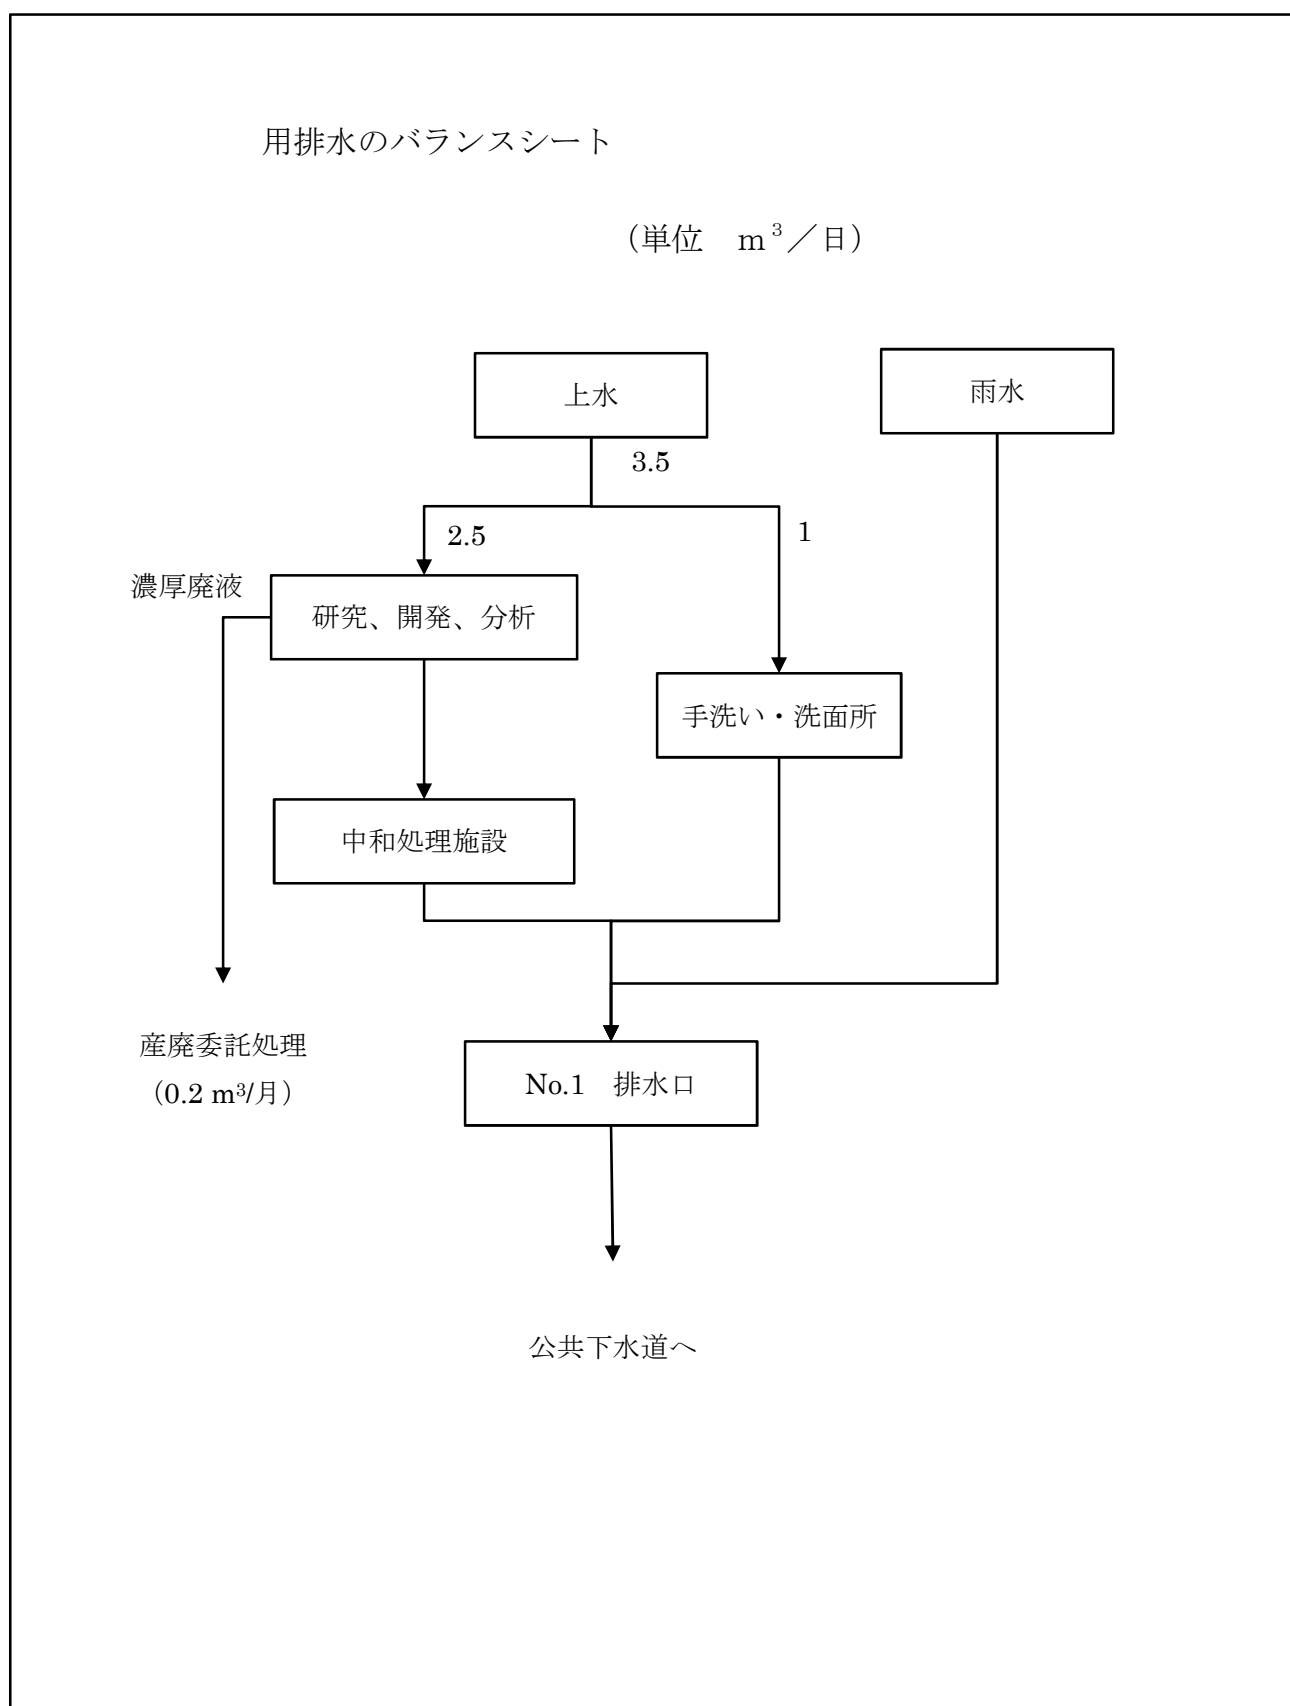 用排水のバランスシート
（単位　ｍ³／日）
上水
雨水
3.5
2.5
1
濃厚廃液
研究、開発、分析
手洗い・洗面所
中和処理施設
産廃委託処理
（0.2 m³/月）
No.1　排水口
公共下水道へ